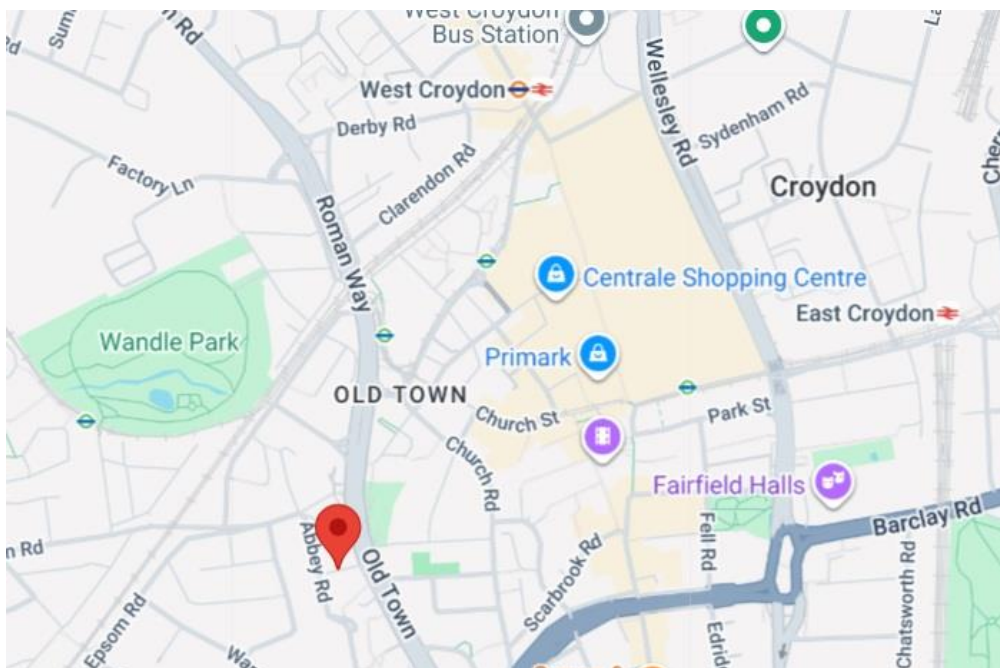 West Croydon
Bus Station
West Croydon
Derby Rd
Wellesley Rd
Sydenham Rd
Factory Ln
Clarendon Rd
Croydon
Roman Way
Centrale Shopping Centre
East Croydon
Wandle Park
Primark
OLD TOWN
Church St
Park St
Church Rd
Fairfield Halls
Barclay Rd
Fell Rd
Abbey Rd
Old Town
Scarbrook Rd
Chatsworth Rd
Epsom Rd